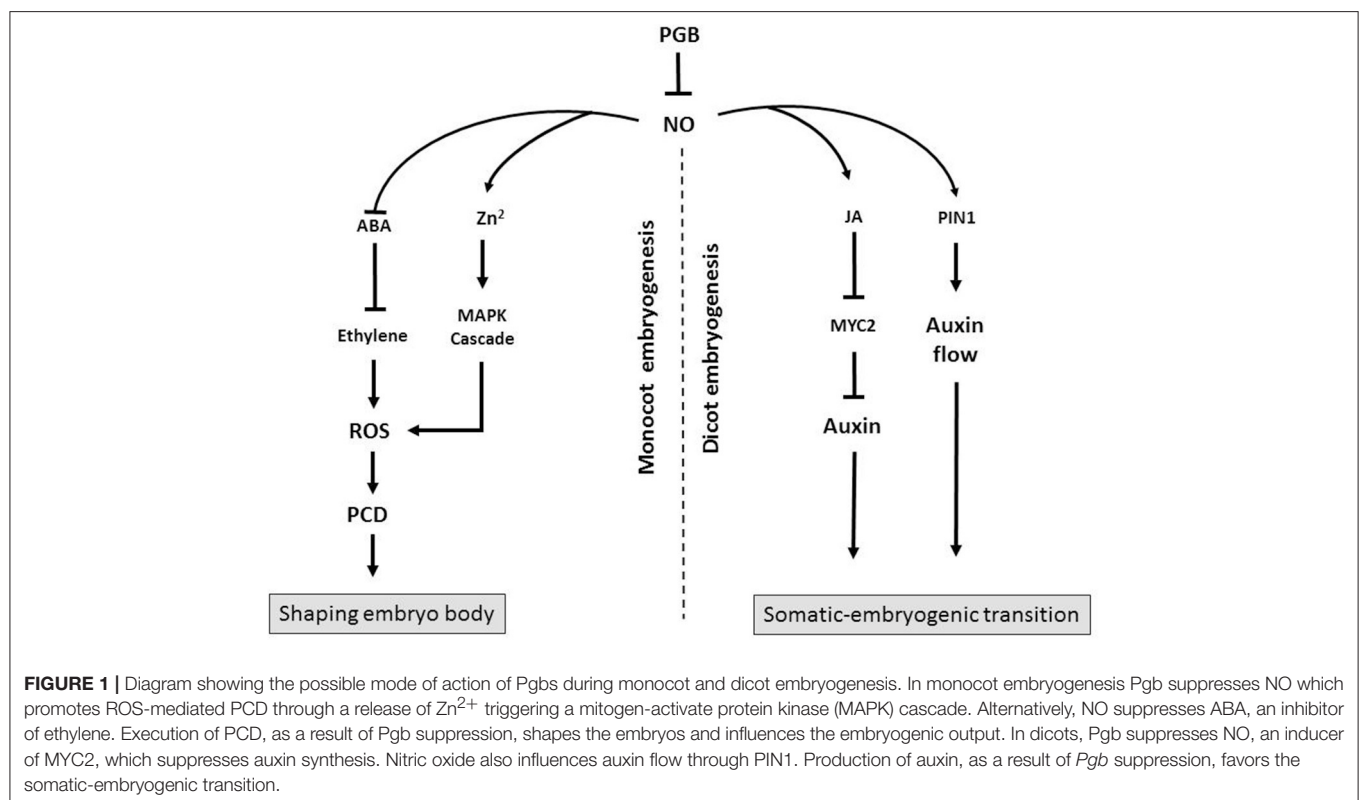 PGB
NO
ABA
Zn²
JA
PIN1
Ethylene
MAPK
Cascade
MYC2
Auxin
flow
ROS
Auxin
PCD
Monocot embryogenesis
Dicot embryogenesis
Shaping embryo body
Somatic-embryogenic transition
FIGURE 1 | Diagram showing the possible mode of action of Pgbs during monocot and dicot embryogenesis. In monocot embryogenesis Pgb suppresses NO which
promotes ROS-mediated PCD through a release of Zn²⁺ triggering a mitogen-activate protein kinase (MAPK) cascade. Alternatively, NO suppresses ABA, an inhibitor
of ethylene. Execution of PCD, as a result of Pgb suppression, shapes the embryos and influences the embryogenic output. In dicots, Pgb suppresses NO, an inducer
of MYC2, which suppresses auxin synthesis. Nitric oxide also influences auxin flow through PIN1. Production of auxin, as a result of Pgb suppression, favors the
somatic-embryogenic transition.